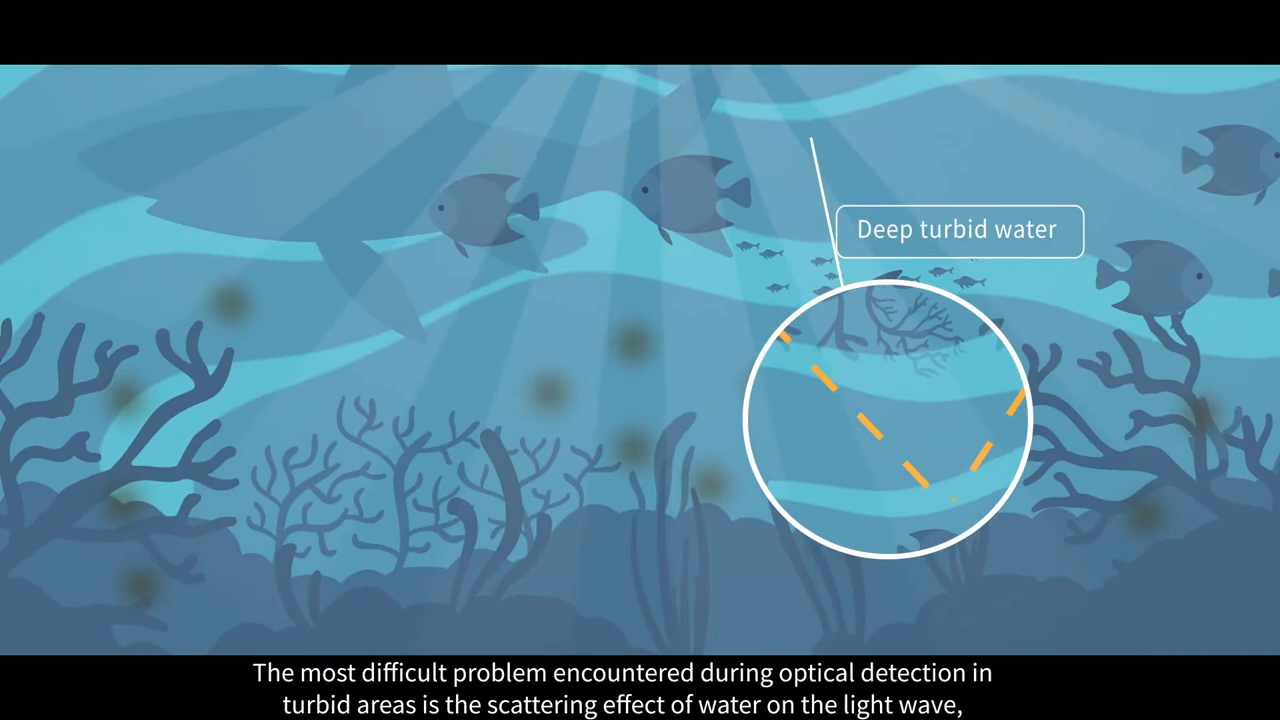 Deep turbid water
The most difficult problem encountered during optical detection in
turbid areas is the scattering effect of water on the light wave,